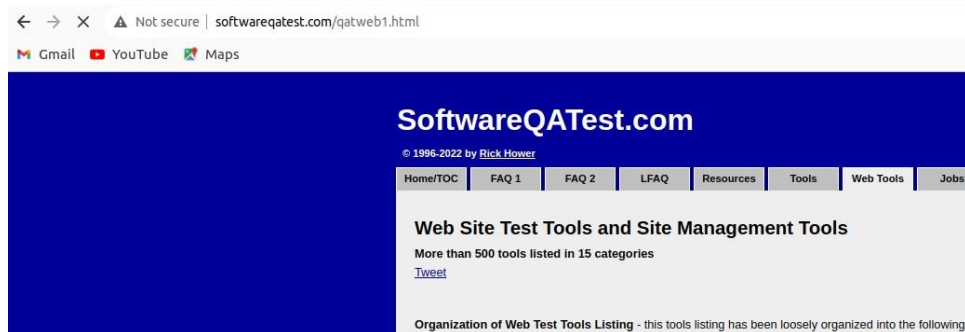 Not secure | softwareqatest.com/qatweb1.html
Gmail YouTube Maps
SoftwareQATest.com
© 1996-2022 by Rick Hower
Home/TOC FAQ 1 FAQ 2 LFAQ Resources Tools Web Tools Jobs
Web Site Test Tools and Site Management Tools
More than 500 tools listed in 15 categories
Tweet
Organization of Web Test Tools Listing - this tools listing has been loosely organized into the following